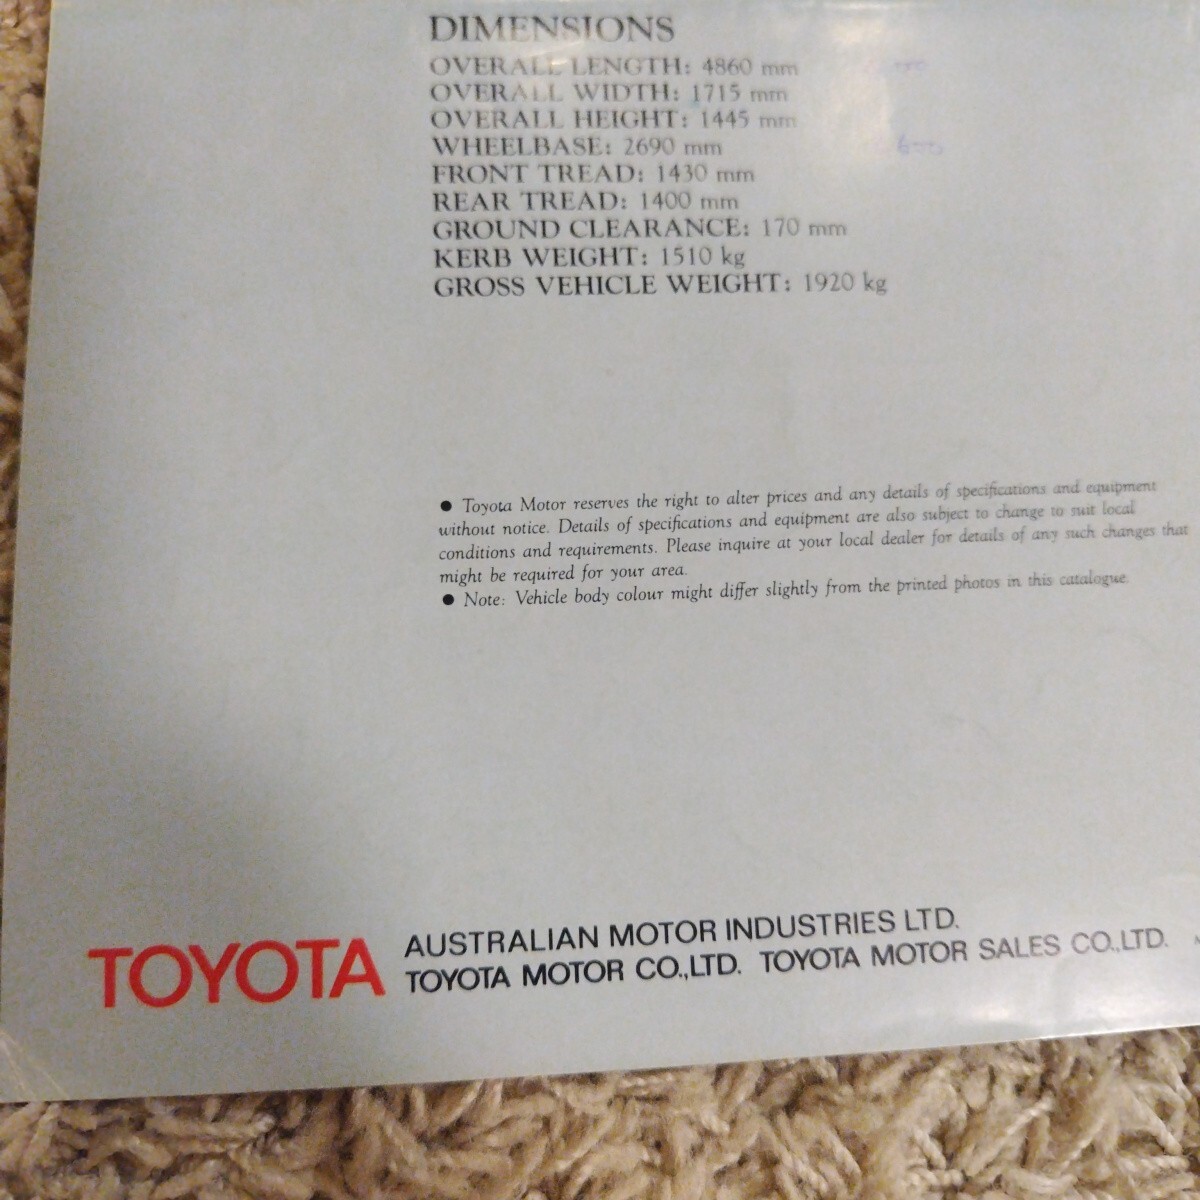 DIMENSIONS
OVERALL LENGTH: 4860 mm
OVERALL WIDTH: 1715 mm
OVERALL HEIGHT: 1445 mm
WHEELBASE: 2690 mm
FRONT TREAD: 1430 mm
REAR TREAD: 1400 mm
GROUND CLEARANCE: 170 mm
KERB WEIGHT: 1510 kg
GROSS VEHICLE WEIGHT: 1920 kg
● Toyota Motor reserves the right to alter prices and any details of specifications and equipment
without notice. Details of specifications and equipment are also subject to change to suit local
conditions and requirements. Please inquire at your local dealer for details of any such changes that
might be required for your area.
● Note: Vehicle body colour might differ slightly from the printed photos in this catalogue.
TOYOTA
AUSTRALIAN MOTOR INDUSTRIES LTD.
TOYOTA MOTOR CO.,LTD. TOYOTA MOTOR SALES CO.,LTD.